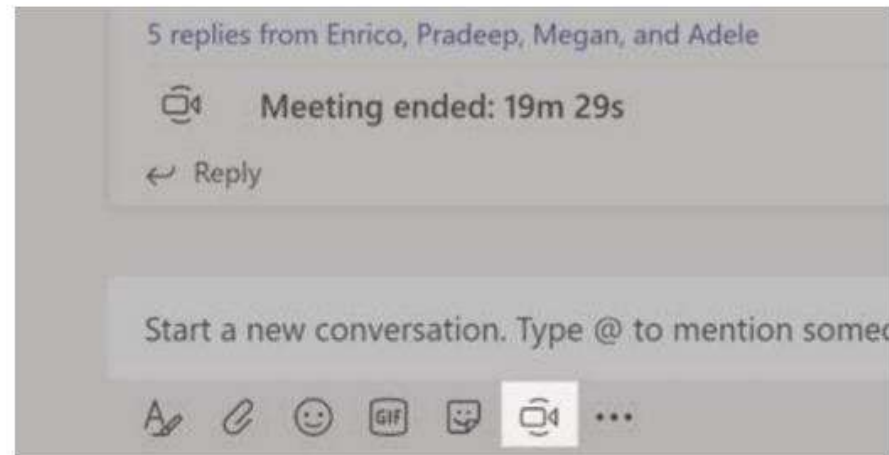 5 replies from Enrico, Pradeep, Megan, and Adele
Meeting ended: 19m 29s
Reply
Start a new conversation. Type @ to mention someo
GIF